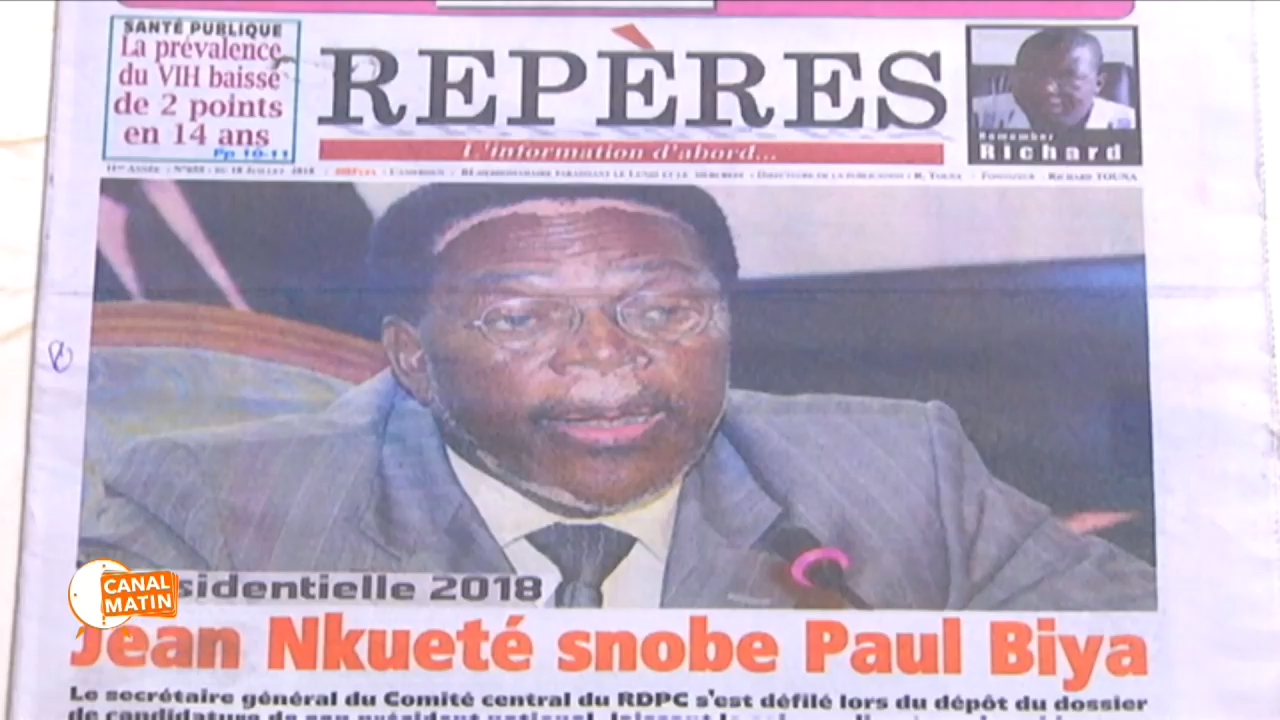 SANTÉ PUBLIQUE
La prévalence
du VIH baisse
de 2 points
en 14 ans
Pp 10-11
REPÈRES
L'information d'abord...
Remember
Richard
CANAL
MATIN
sidentielle 2018
Jean Nkueté snobe Paul Biya
Le secrétaire général du Comité central du RDPC s'est défilé lors du dépôt du dossier